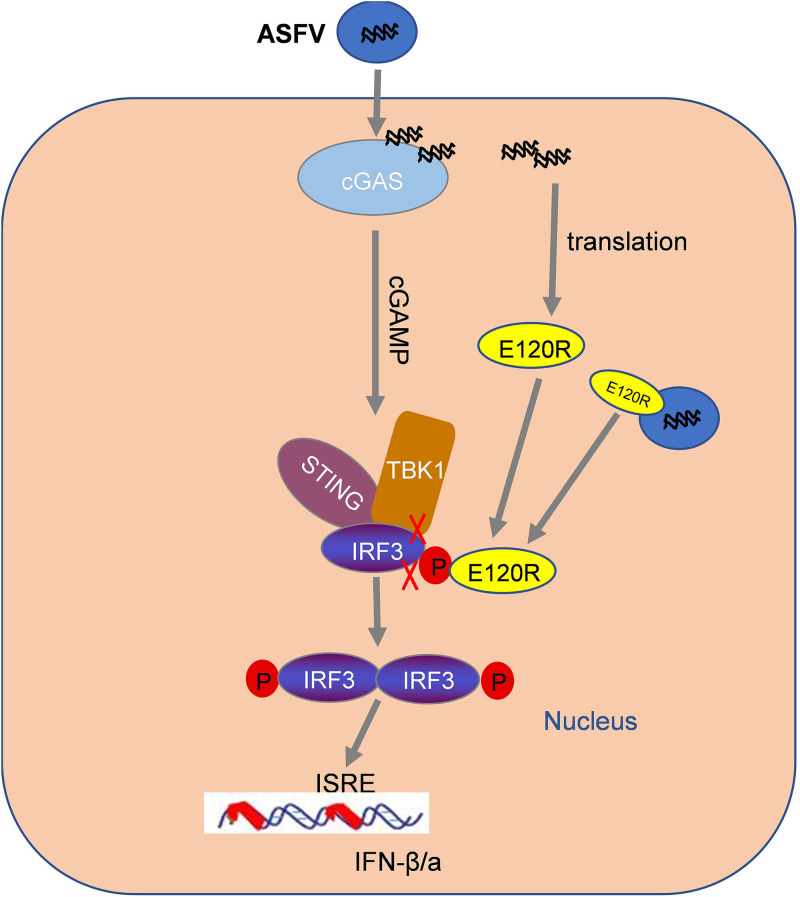 ASFV
cGAS
translation
cGAMP
E120R
E120R
STING
TBK1
IRF3
P
E120R
P
IRF3
IRF3
P
Nucleus
ISRE
IFN-β/a